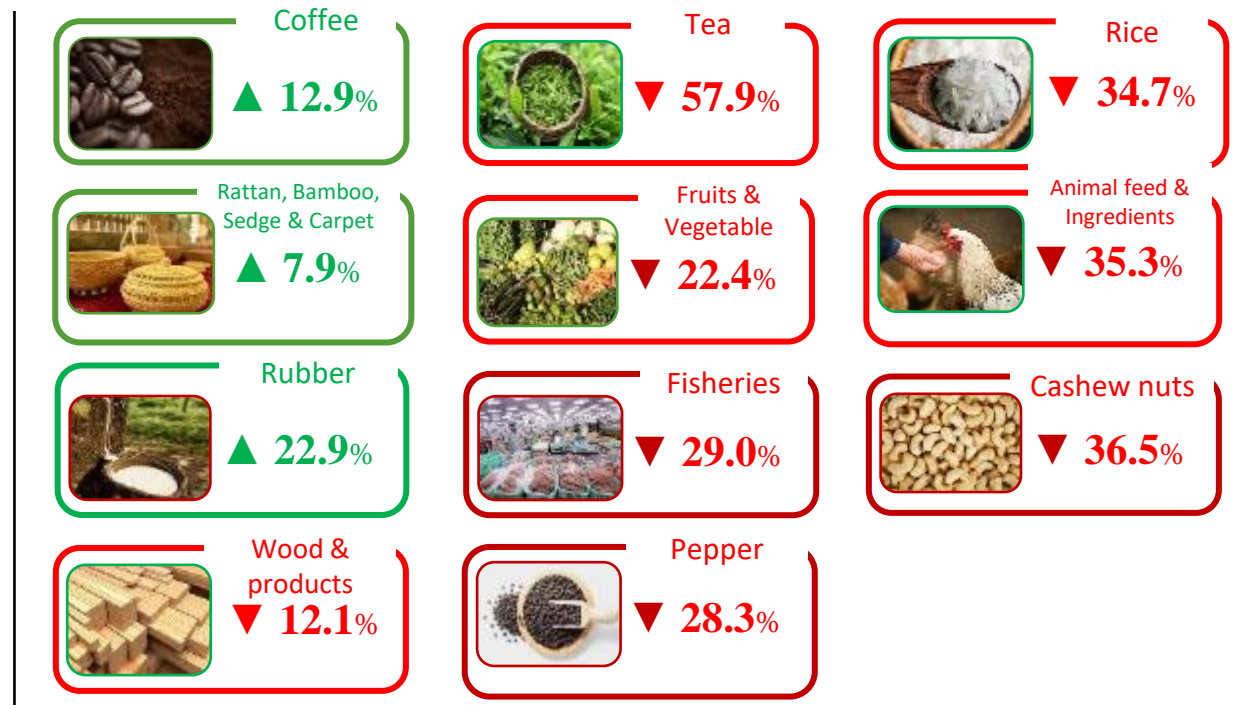 Coffee
▲ 12.9%
Tea
▼ 57.9%
Rice
▼ 34.7%
Rattan, Bamboo,
Sedge & Carpet
▲ 7.9%
Fruits &
Vegetable
▼ 22.4%
Animal feed &
Ingredients
▼ 35.3%
Rubber
▲ 22.9%
Fisheries
▼ 29.0%
Cashew nuts
▼ 36.5%
Wood &
products
▼ 12.1%
Pepper
▼ 28.3%